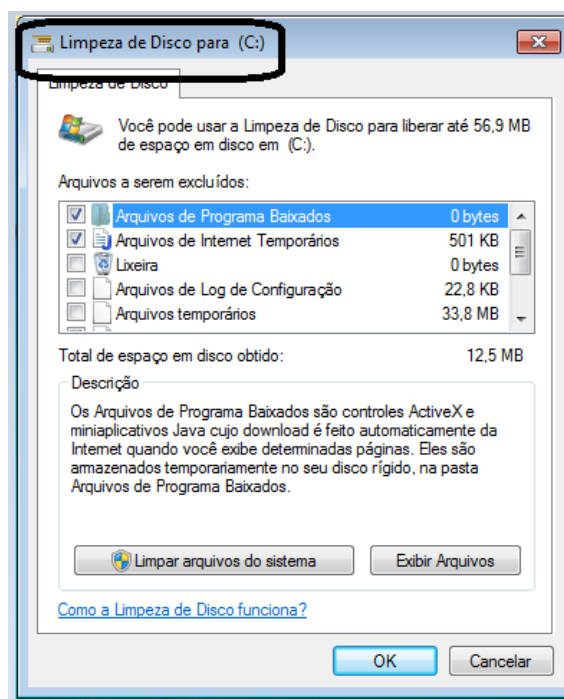 Limpeza de Disco para (C:)
Limpeza de Disco
Você pode usar a Limpeza de Disco para liberar até 56,9 MB
de espaço em disco em (C:).
Arquivos a serem excluídos:
Arquivos de Programa Baixados 0 bytes
Arquivos de Internet Temporários 501 KB
Lixeira 0 bytes
Arquivos de Log de Configuração 22,8 KB
Arquivos temporários 33,8 MB
Total de espaço em disco obtido: 12,5 MB
Descrição
Os Arquivos de Programa Baixados são controles ActiveX e
miniaplicativos Java cujo download é feito automaticamente da
Internet quando você exibe determinadas páginas. Eles são
armazenados temporariamente no seu disco rígido, na pasta
Arquivos de Programa Baixados.
Limpar arquivos do sistema Exibir Arquivos
Como a Limpeza de Disco funciona?
OK Cancelar